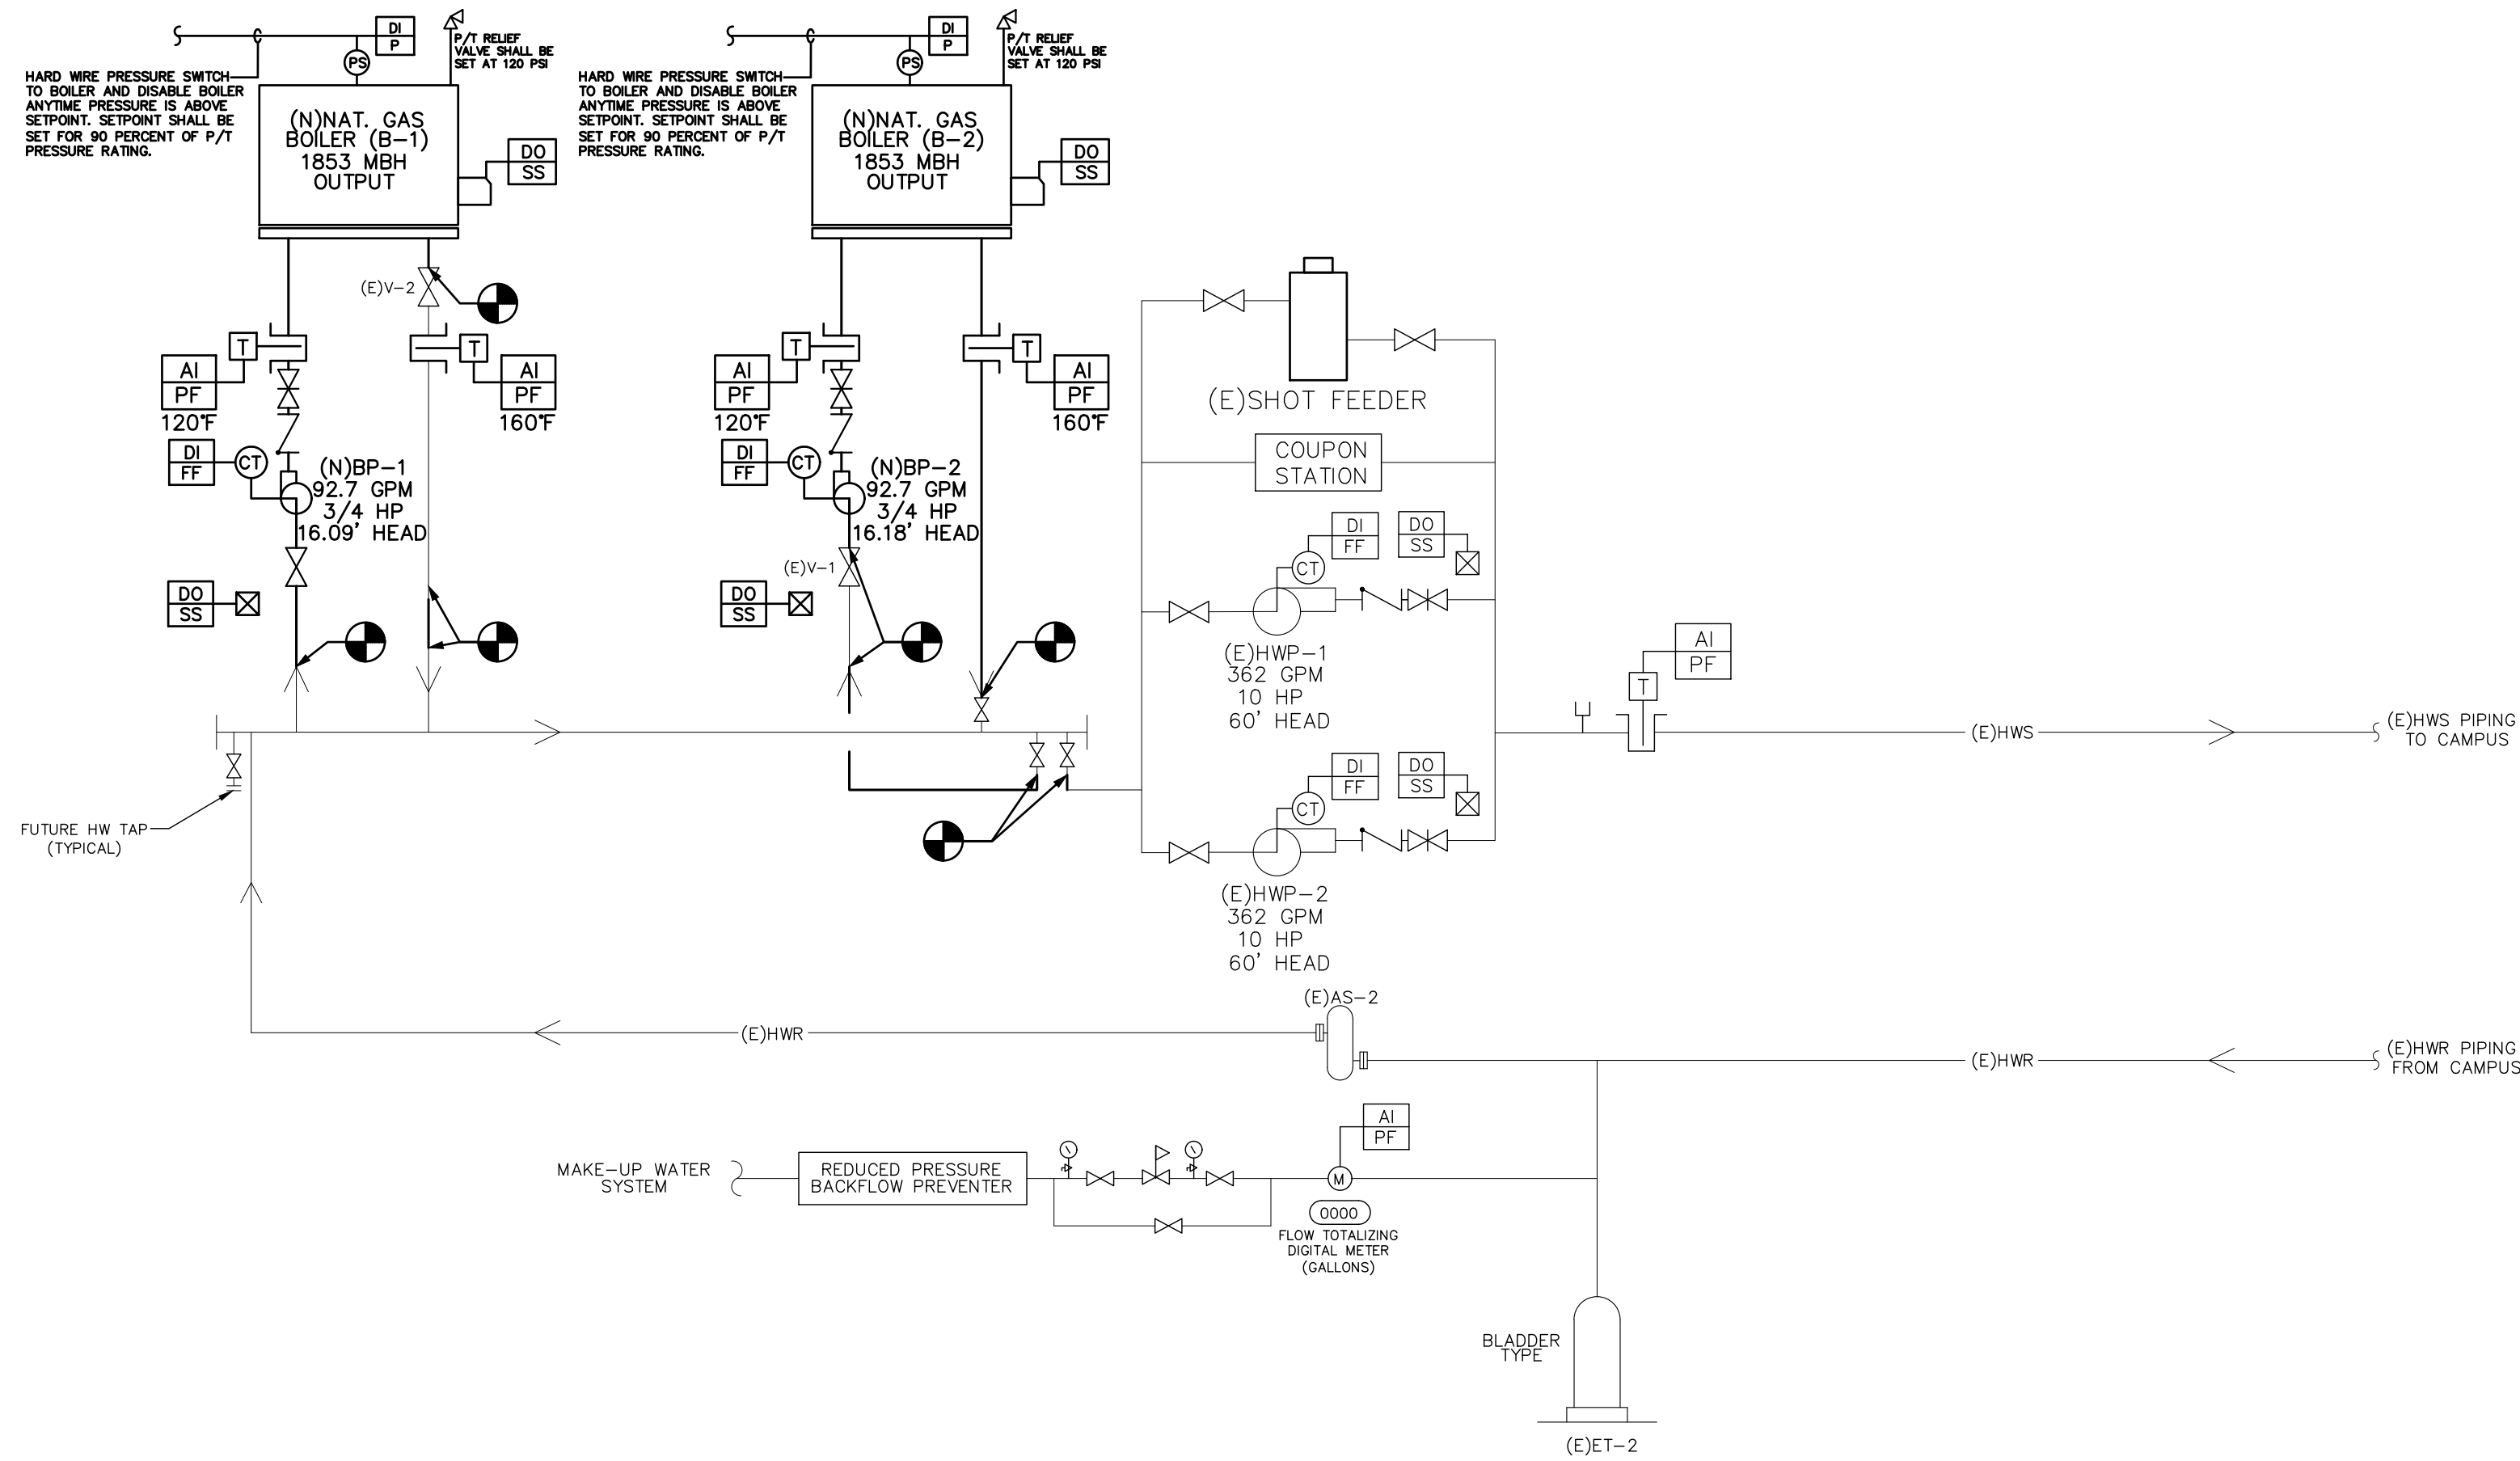 DI
P
P/T RELIEF
VALVE SHALL BE
SET AT 120 PSI
PS
HARD WIRE PRESSURE SWITCH
TO BOILER AND DISABLE BOILER
ANYTIME PRESSURE IS ABOVE
SETPOINT. SETPOINT SHALL BE
SET FOR 90 PERCENT OF P/T
PRESSURE RATING.
(N)NAT. GAS
BOILER (B-1)
1853 MBH
OUTPUT
DO
SS
(E)V-2
T
AI
PF
120°F
T
AI
PF
160°F
DI
FF
CT
(N)BP-1
92.7 GPM
3/4 HP
16.09' HEAD
DO
SS
DI
P
P/T RELIEF
VALVE SHALL BE
SET AT 120 PSI
PS
HARD WIRE PRESSURE SWITCH
TO BOILER AND DISABLE BOILER
ANYTIME PRESSURE IS ABOVE
SETPOINT. SETPOINT SHALL BE
SET FOR 90 PERCENT OF P/T
PRESSURE RATING.
(N)NAT. GAS
BOILER (B-2)
1853 MBH
OUTPUT
DO
SS
T
AI
PF
120°F
T
AI
PF
160°F
DI
FF
CT
(N)BP-2
92.7 GPM
3/4 HP
16.18' HEAD
(E)V-1
DO
SS
(E)SHOT FEEDER
COUPON
STATION
DI
FF
DO
SS
CT
(E)HWP-1
362 GPM
10 HP
60' HEAD
AI
PF
T
(E)HWS
(E)HWS PIPING
TO CAMPUS
DI
FF
DO
SS
CT
(E)HWP-2
362 GPM
10 HP
60' HEAD
FUTURE HW TAP
(TYPICAL)
(E)AS-2
(E)HWR
(E)HWR
(E)HWR PIPING
FROM CAMPUS
AI
PF
MAKE-UP WATER
SYSTEM
REDUCED PRESSURE
BACKFLOW PREVENTER
M
0000
FLOW TOTALIZING
DIGITAL METER
(GALLONS)
BLADDER
TYPE
(E)ET-2